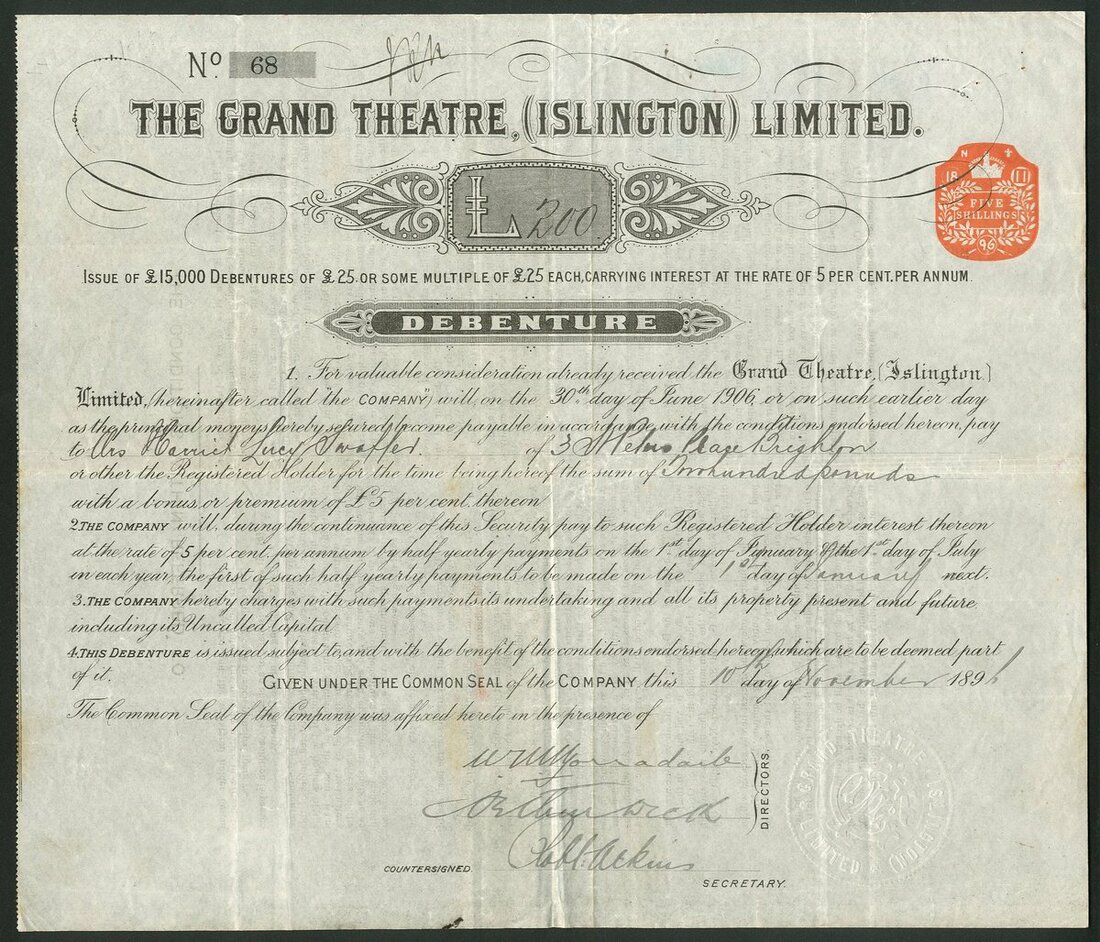 No 68
THE GRAND THEATRE, (ISLINGTON) LIMITED.
£ 200
N
18 11
FIVE
SHILLINGS
96
ISSUE OF £15,000 DEBENTURES OF £25. OR SOME MULTIPLE OF £25 EACH, CARRYING INTEREST AT THE RATE OF 5 PER CENT. PER ANNUM.
DEBENTURE
1. For valuable consideration already received the Grand Theatre, (Islington)
Limited, (hereinafter called "the COMPANY") will, on the 30th day of June 1906, or on such earlier day
as the principal moneys hereby secured become payable in accordance with the conditions endorsed hereon, pay
to Mrs Harriet Lucy Swaffer. of 3 Place Brighton
or other the Registered Holder for the time being hereof the sum of Two hundred pounds
with a bonus or premium of £5 per cent. thereon
2. THE COMPANY will, during the continuance of this Security pay to such Registered Holder interest thereon
at the rate of 5 per cent. per annum by half yearly payments on the 1st day of January & the 1st day of July
in each year, the first of such half yearly payments to be made on the 1st day of January next.
3. THE COMPANY hereby charges with such payments its undertaking and all its property present and future,
including its Uncalled Capital.
4. THIS DEBENTURE is issued subject to, and with the benefit of, the conditions endorsed hereon, which are to be deemed part
of it. GIVEN UNDER THE COMMON SEAL of the COMPANY this 10th day of November 1896
The Common Seal of the Company was affixed hereto in the presence of
Arthur Dick
DIRECTORS.
Atkins
COUNTERSIGNED. SECRETARY.
GRAND THEATRE ISLINGTON LIMITED